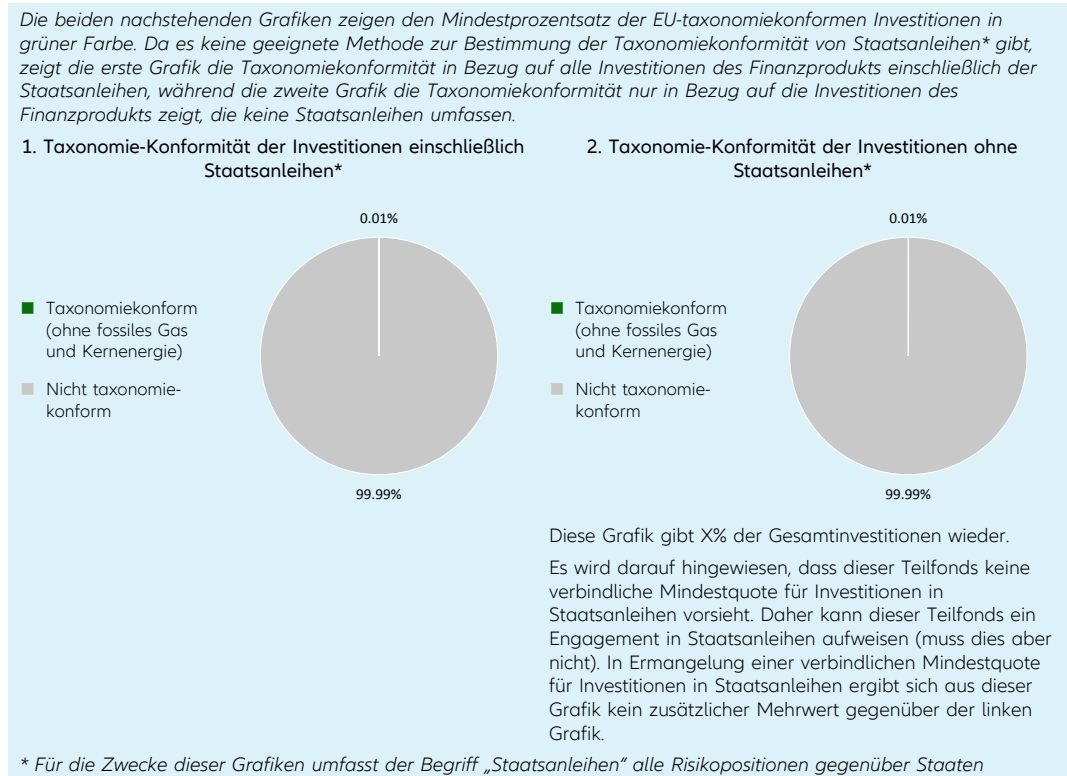 Die beiden nachstehenden Grafiken zeigen den Mindestprozentsatz der EU-taxonomiekonformen Investitionen in
grüner Farbe. Da es keine geeignete Methode zur Bestimmung der Taxonomiekonformität von Staatsanleihen* gibt,
zeigt die erste Grafik die Taxonomiekonformität in Bezug auf alle Investitionen des Finanzprodukts einschließlich der
Staatsanleihen, während die zweite Grafik die Taxonomiekonformität nur in Bezug auf die Investitionen des
Finanzprodukts zeigt, die keine Staatsanleihen umfassen.
1. Taxonomie-Konformität der Investitionen einschließlich
Staatsanleihen*
0.01%
Taxonomiekonform
(ohne fossiles Gas
und Kernenergie)
Nicht taxonomie-
konform
99.99%
2. Taxonomie-Konformität der Investitionen ohne
Staatsanleihen*
0.01%
Taxonomiekonform
(ohne fossiles Gas
und Kernenergie)
Nicht taxonomie-
konform
99.99%
Diese Grafik gibt X% der Gesamtinvestitionen wieder.
Es wird darauf hingewiesen, dass dieser Teilfonds keine
verbindliche Mindestquote für Investitionen in
Staatsanleihen vorsieht. Daher kann dieser Teilfonds ein
Engagement in Staatsanleihen aufweisen (muss dies aber
nicht). In Ermangelung einer verbindlichen Mindestquote
für Investitionen in Staatsanleihen ergibt sich aus dieser
Grafik kein zusätzlicher Mehrwert gegenüber der linken
Grafik.
* Für die Zwecke dieser Grafiken umfasst der Begriff „Staatsanleihen“ alle Risikopositionen gegenüber Staaten